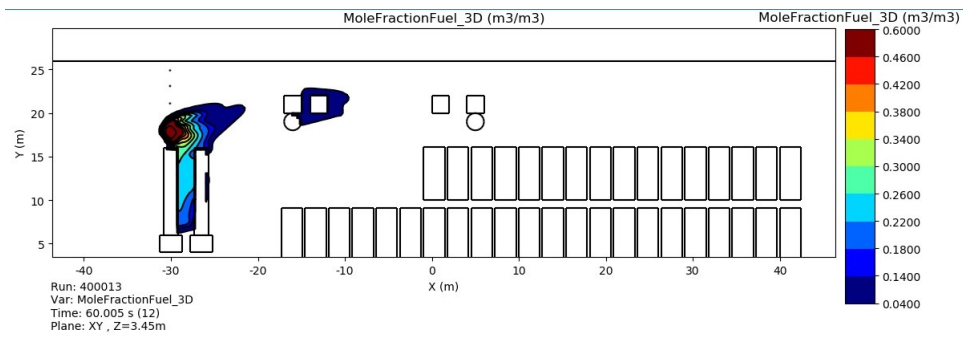 MoleFractionFuel_3D (m3/m3)
MoleFractionFuel_3D (m3/m3)
0.6000
0.4600
0.4200
0.3800
0.3400
0.3000
0.2600
0.2200
0.1800
0.1400
0.0400
25
20
15
10
5
Y (m)
-40 -30 -20 -10 0 10 20 30 40
X (m)
Run: 400013
Var: MoleFractionFuel_3D
Time: 60.005 s (12)
Plane: XY , Z=3.45m